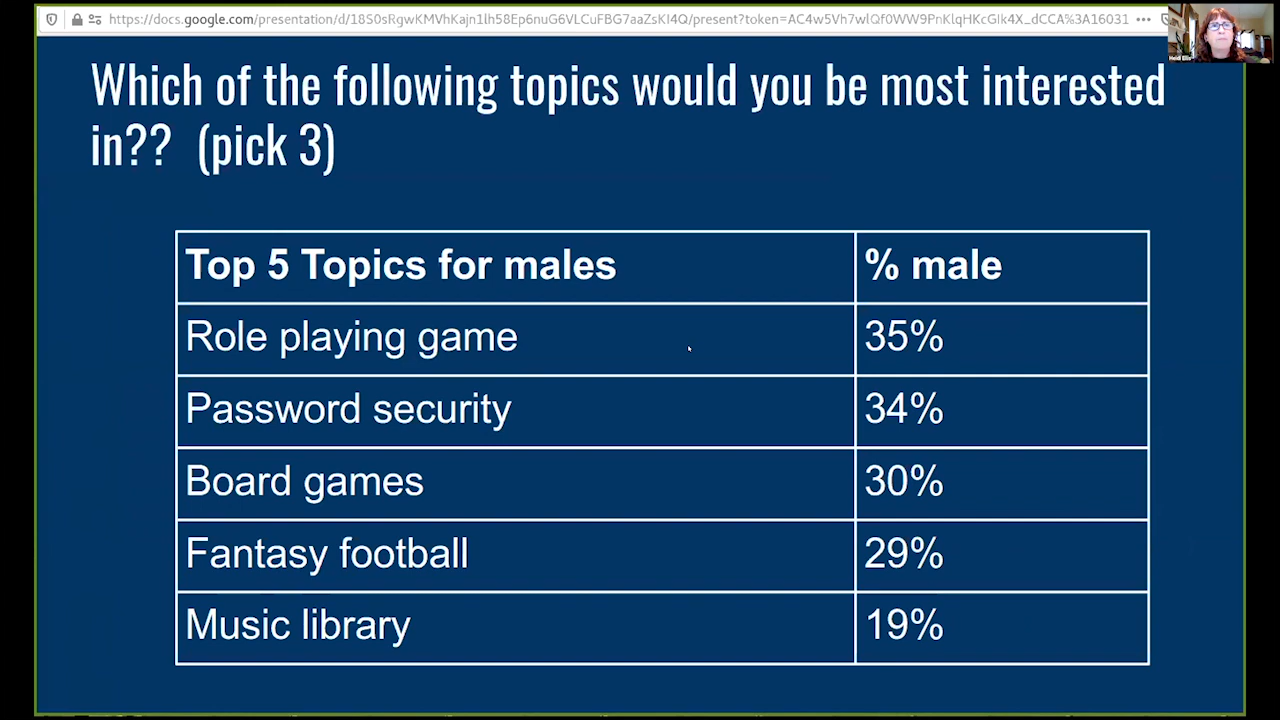 https://docs.google.com/presentation/d/18S0sRgwKMVhKajn1lh58Ep6nuG6VLCuFBG7aaZsKI4Q/present?token=AC4w5Vh7wlQf0WW9PnKlqHKcGlk4X_dCCA%3A16031
Heidi Ellis
Which of the following topics would you be most interested
in?? (pick 3)
Top 5 Topics for males % male
Role playing game 35%
Password security 34%
Board games 30%
Fantasy football 29%
Music library 19%